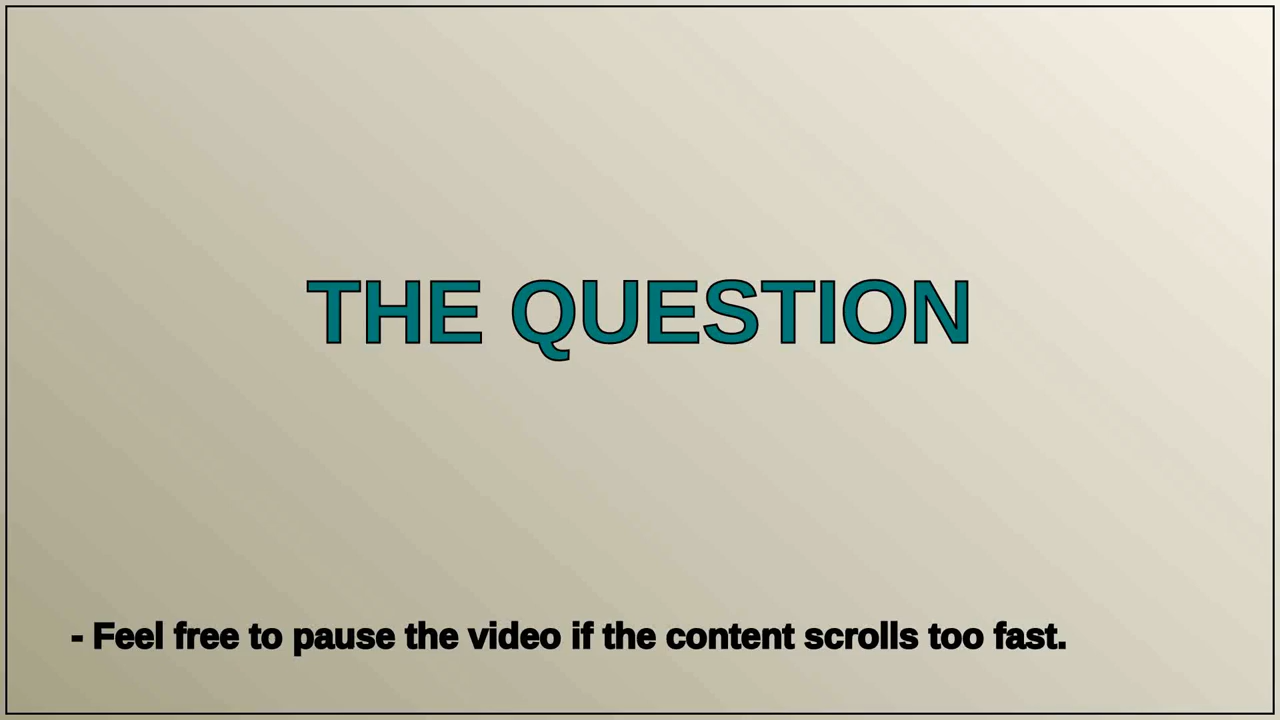 THE QUESTION
- Feel free to pause the video if the content scrolls too fast.